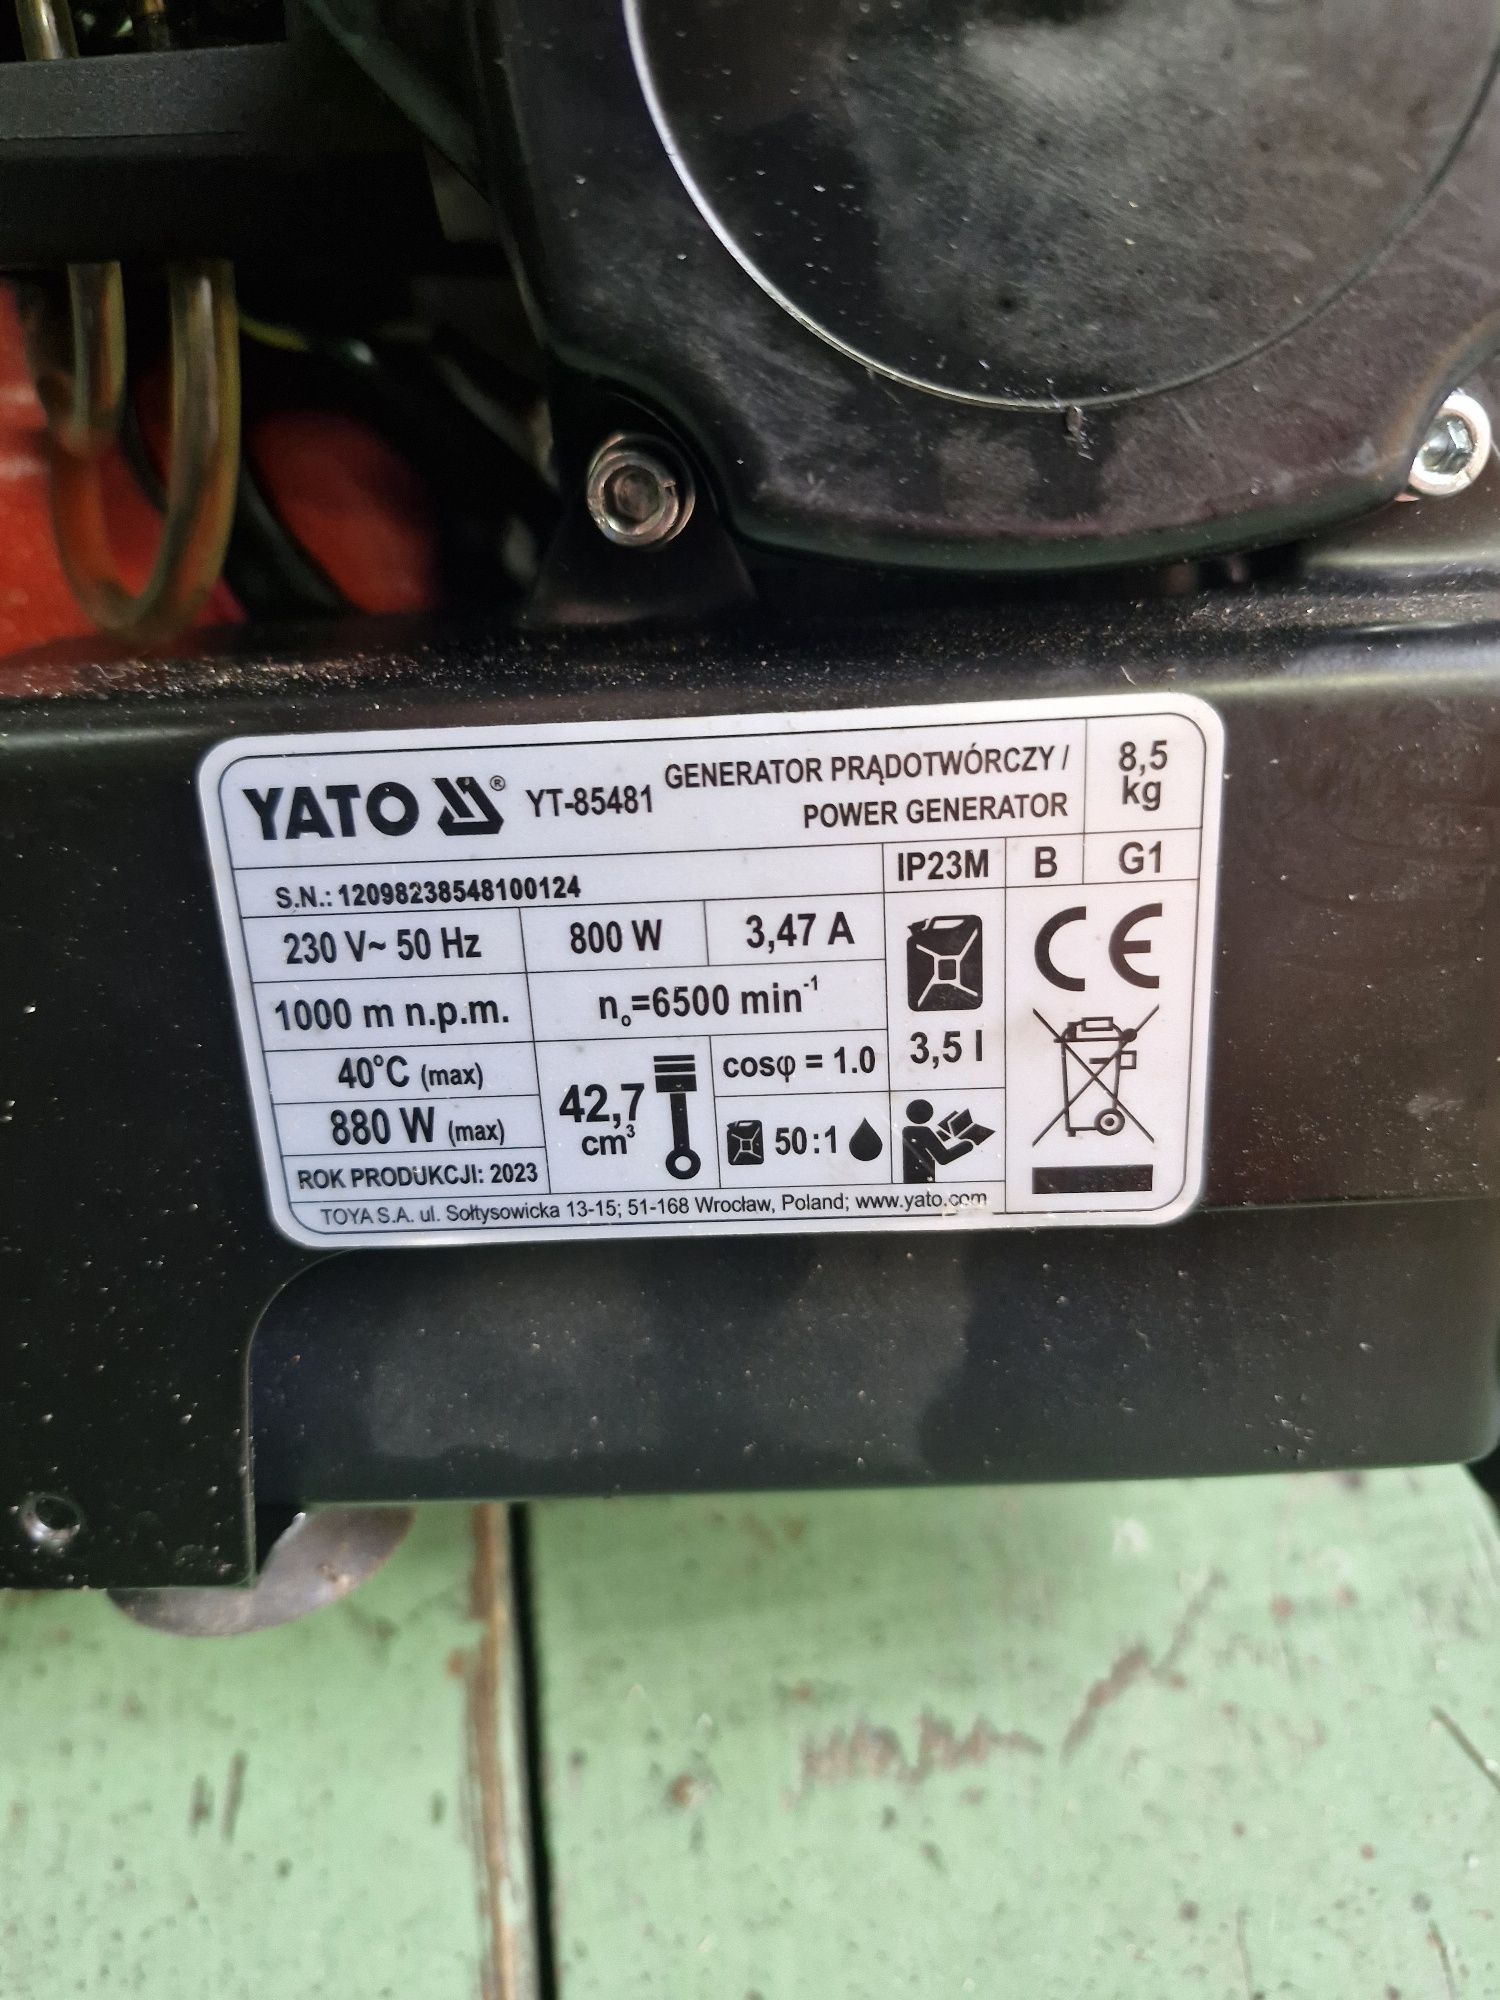 YATO ® YT-85481
GENERATOR PRĄDOTWÓRCZY /
POWER GENERATOR
8,5
kg
S.N.: 12098238548100124
IP23M
B
G1
230 V~ 50 Hz
800 W
3,47 A
1000 m n.p.m.
n₀=6500 min⁻¹
3,5 l
CE
40°C (max)
42,7
cm³
cosφ = 1.0
880 W (max)
50:1
ROK PRODUKCJI: 2023
TOYA S.A. ul. Sołtysowicka 13-15; 51-168 Wrocław, Poland; www.yato.com